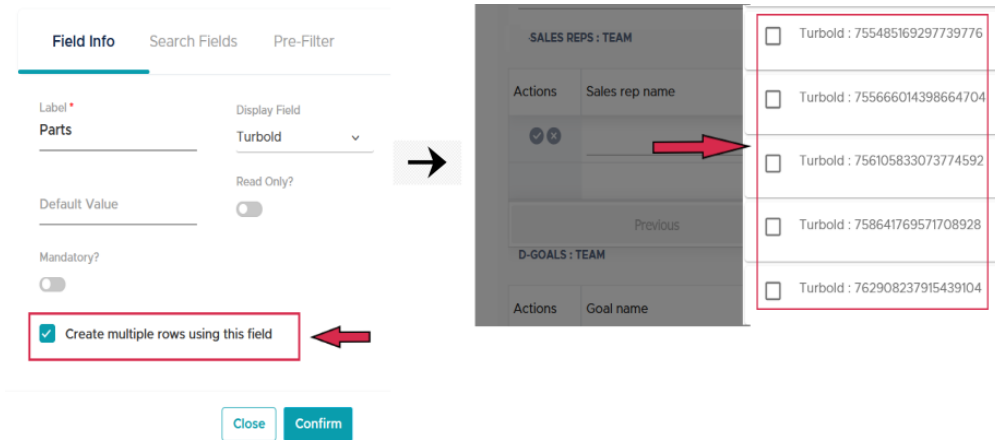 Field Info Search Fields Pre-Filter
Label *
Parts
Display Field
Turbold
Default Value
Read Only?
Mandatory?
Create multiple rows using this field
Close Confirm
SALES REPS : TEAM
Actions Sales rep name
Previous
D-GOALS : TEAM
Actions Goal name
Turbold : 755485169297739776
Turbold : 755666014398664704
Turbold : 756105833073774592
Turbold : 758641769571708928
Turbold : 762908237915439104